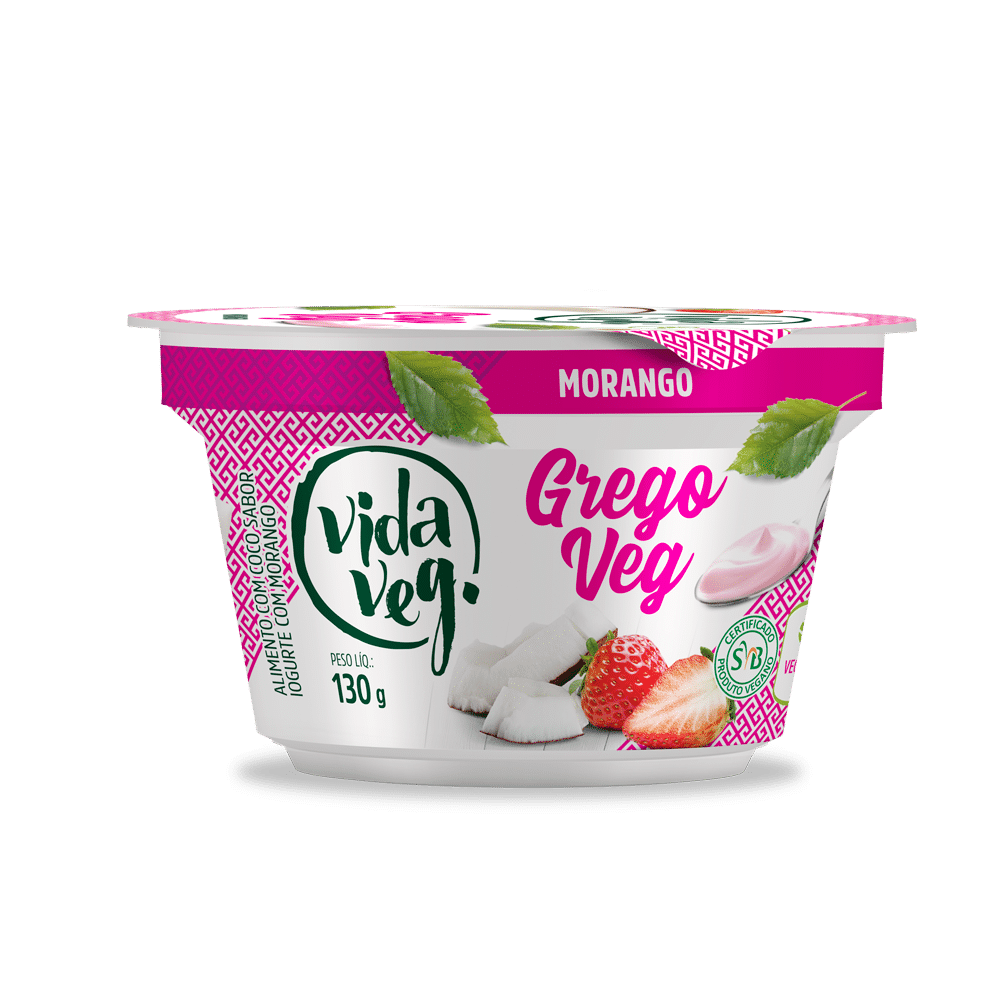 MORANGO
vida
veg.
Grego
Veg
ALIMENTO COM COCO SABOR
IOGURTE COM MORANGO
PESO LÍQ.:
130 g
CERTIFICADO
SVB
PRODUTO VEGANO